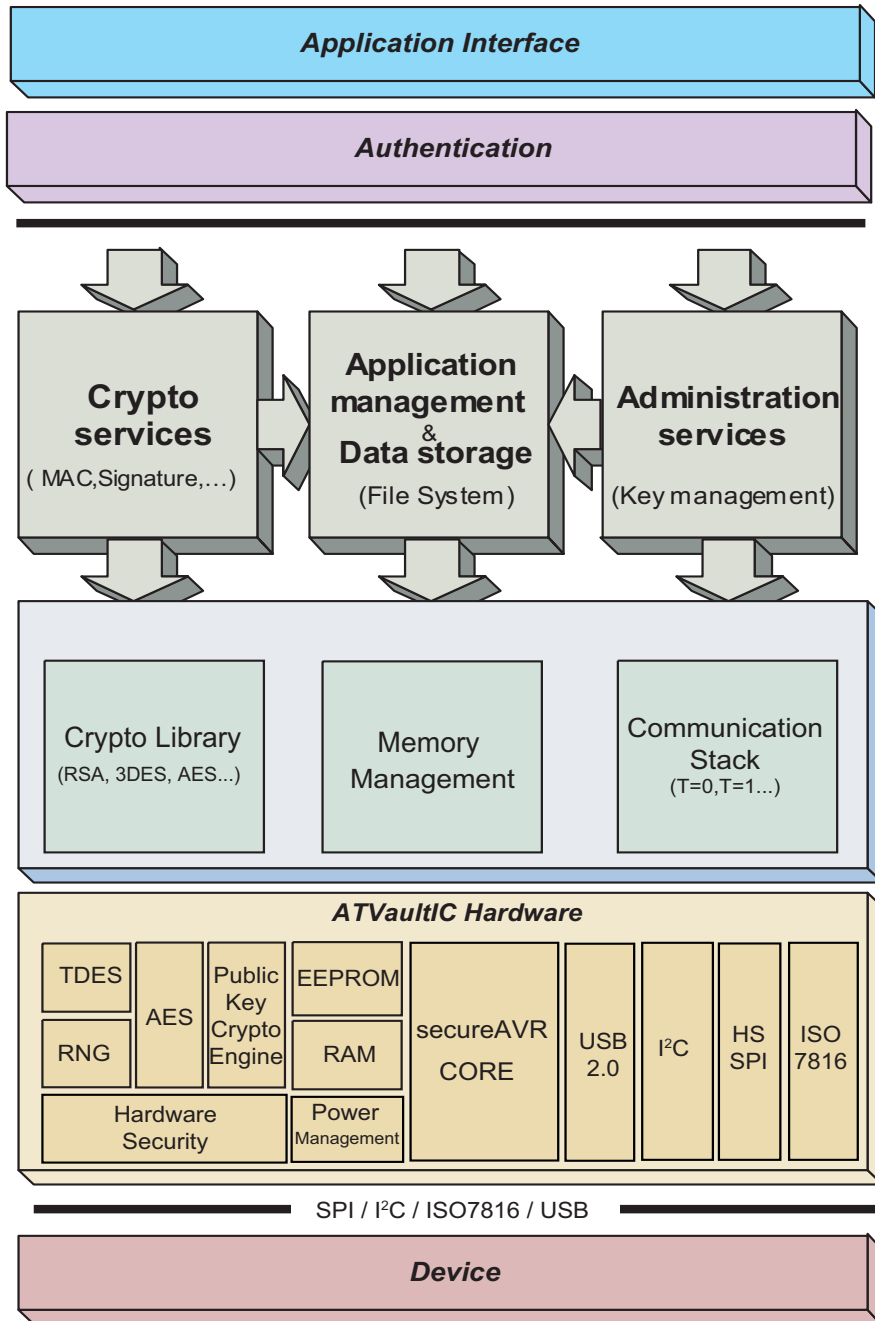 Application Interface
Authentication
Crypto
services
( MAC,Signature,…)
Application
management
&
Data storage
(File System)
Administration
services
(Key management)
Crypto Library
(RSA, 3DES, AES...)
Memory
Management
Communication
Stack
(T=0,T=1...)
ATVaultIC Hardware
TDES
RNG
AES
Public
Key
Crypto
Engine
Hardware
Security
EEPROM
RAM
Power
Management
secureAVR
CORE
USB
2.0
I²C
HS
SPI
ISO
7816
SPI / I²C / ISO7816 / USB
Device